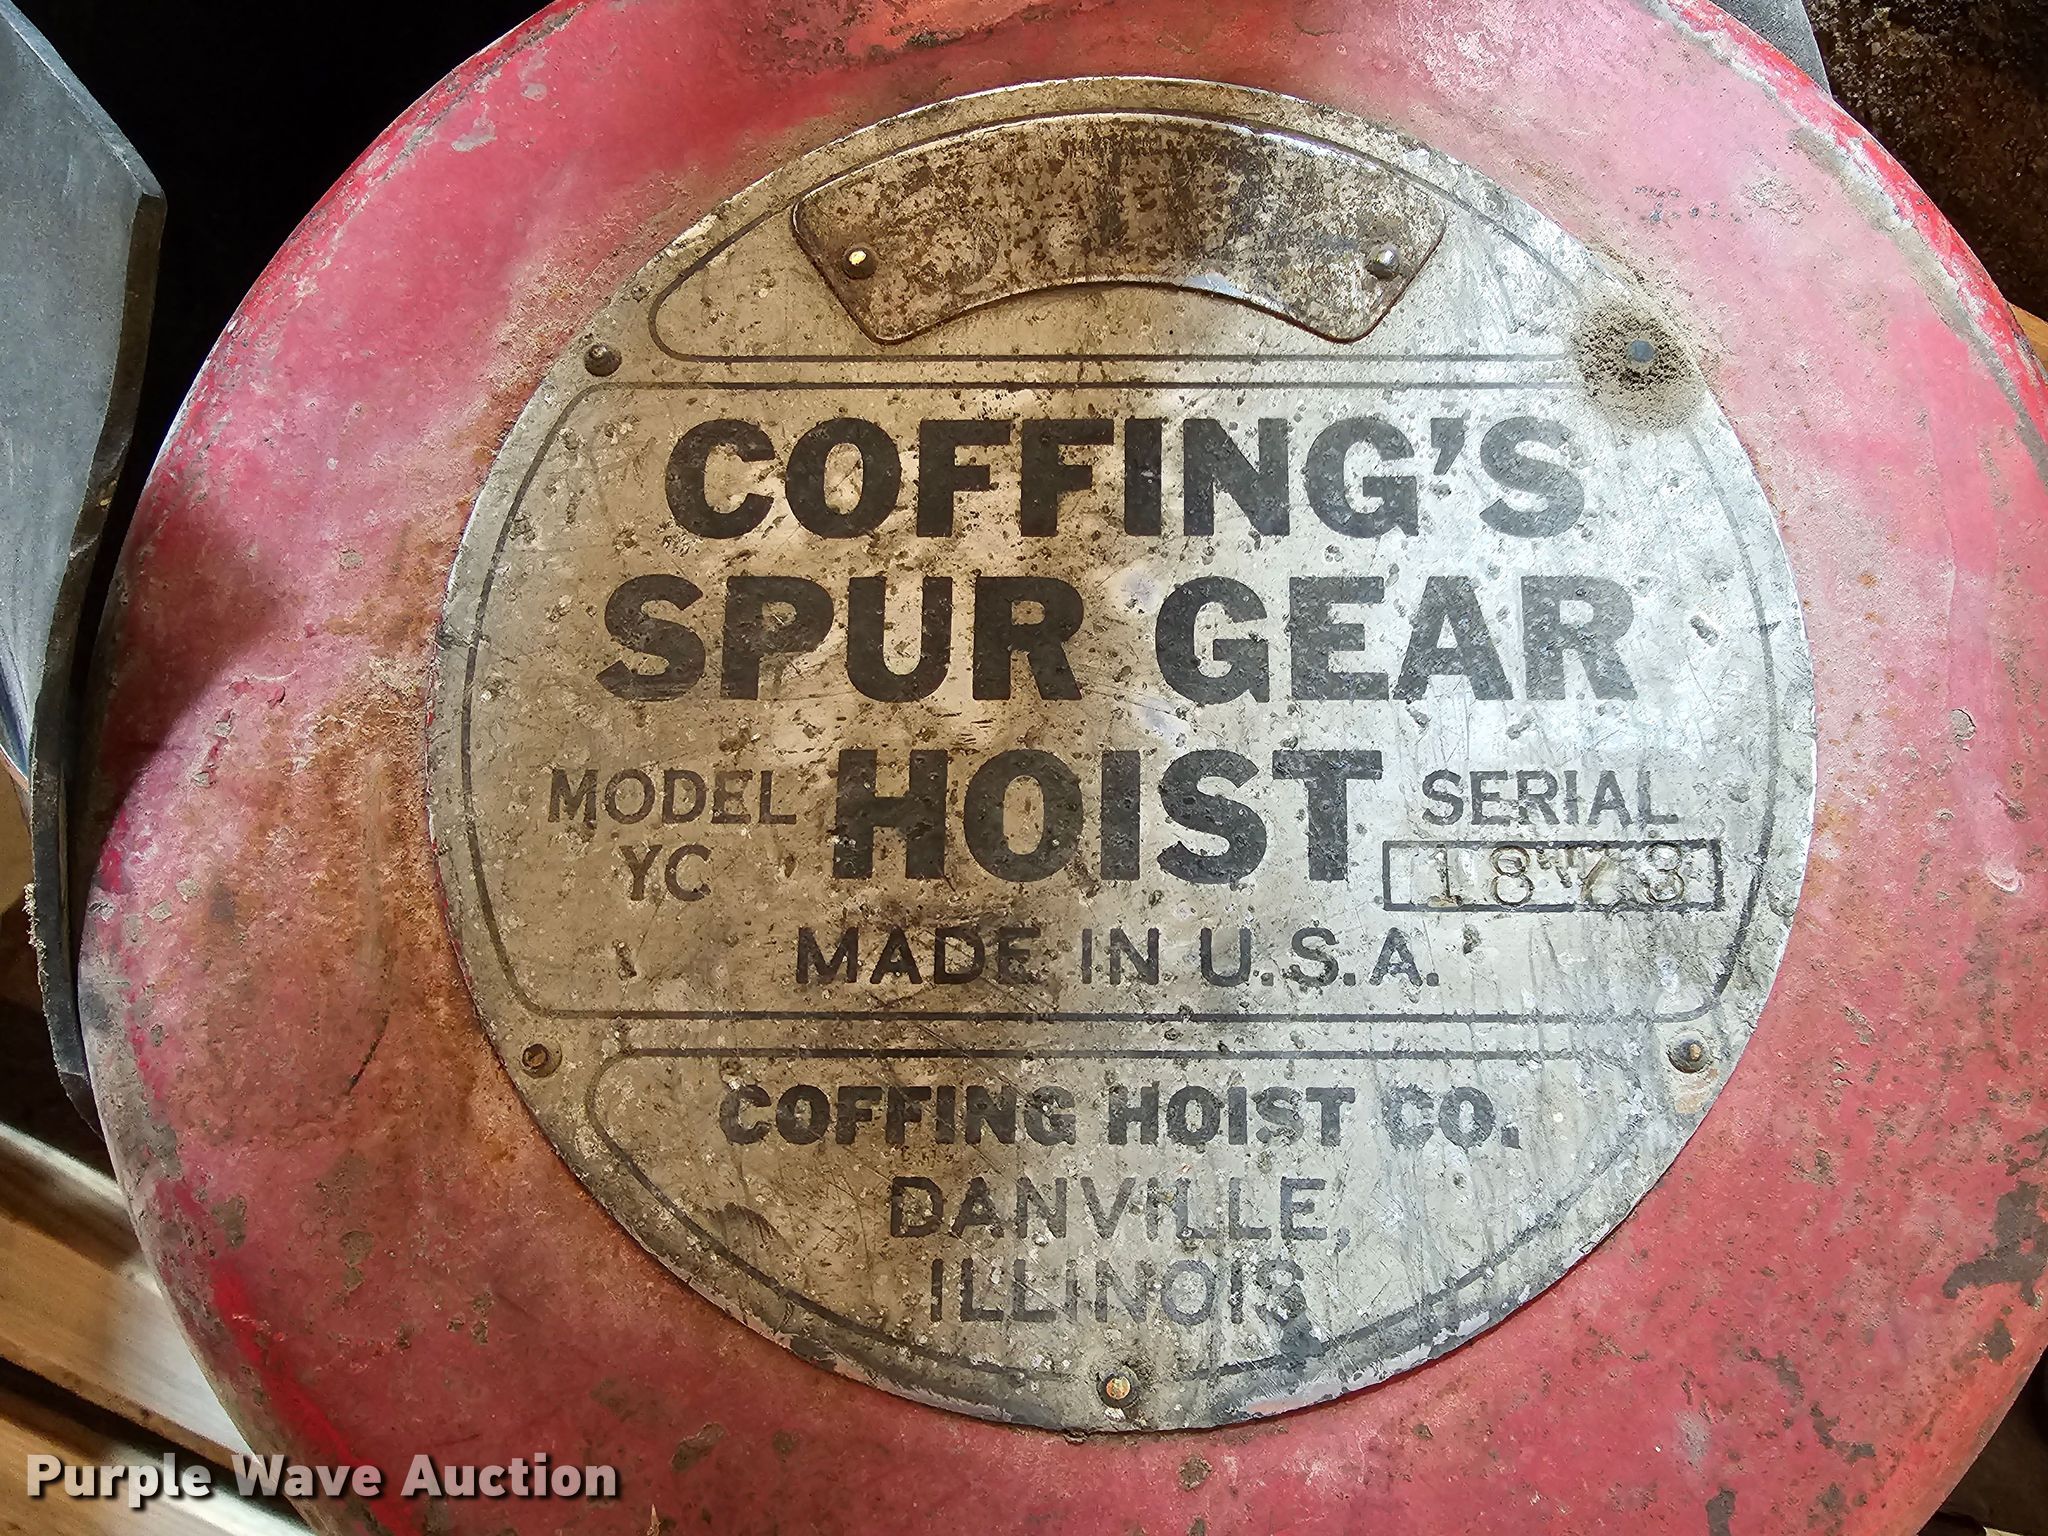 COFFING'S
SPUR GEAR
HOIST
MODEL
YC
SERIAL
MADE IN U.S.A.
COFFING HOIST CO.
DANVILLE,
ILLINOIS
Purple Wave Auction